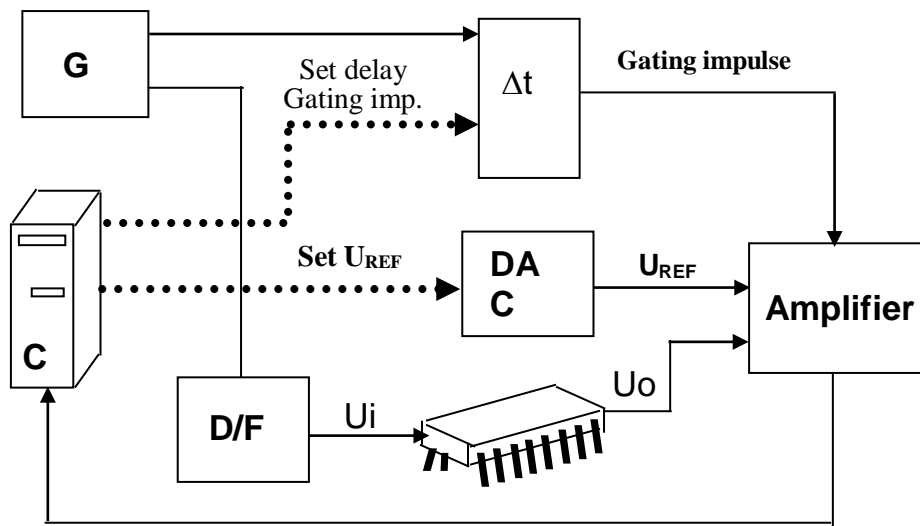 G
Set delay
Gating imp.
Δt
Gating impulse
Set UREF
DA
C
UREF
Amplifier
C
D/F
Ui
Uo